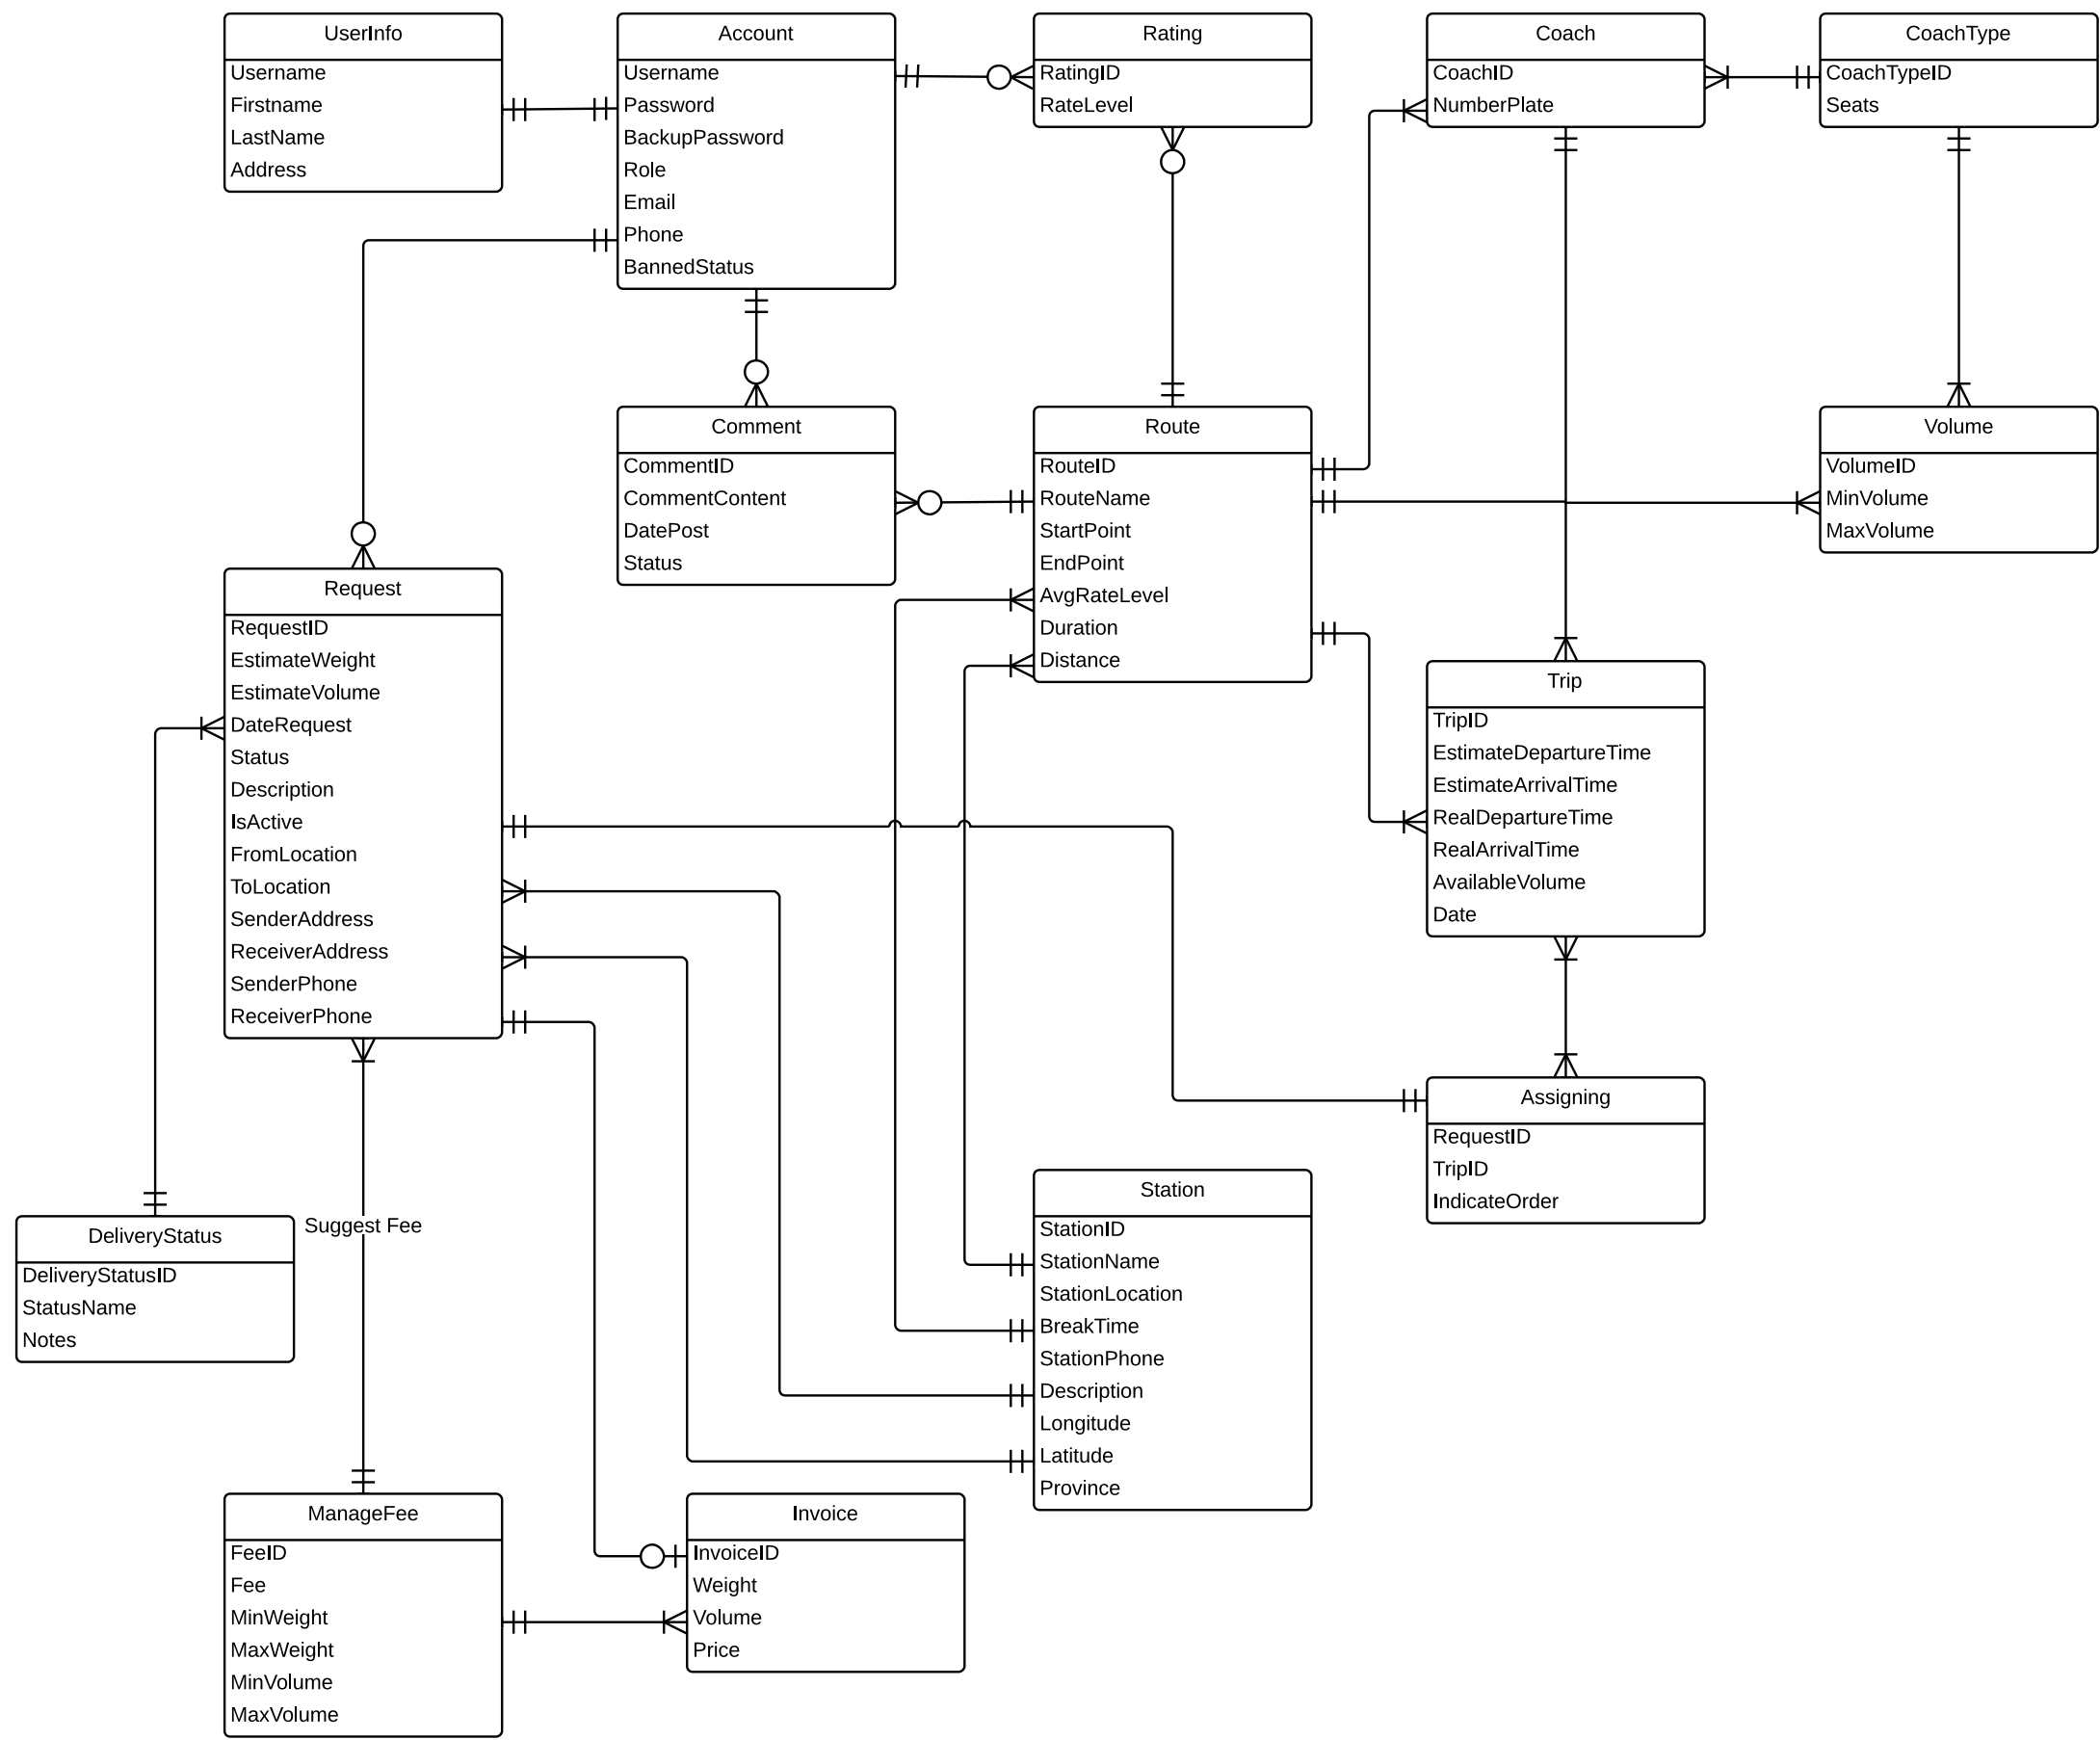 UserInfo
Username
Firstname
LastName
Address
Account
Username
Password
BackupPassword
Role
Email
Phone
BannedStatus
Rating
RatingID
RateLevel
Coach
CoachID
NumberPlate
CoachType
CoachTypeID
Seats
Comment
CommentID
CommentContent
DatePost
Status
Route
RouteID
RouteName
StartPoint
EndPoint
AvgRateLevel
Duration
Distance
Volume
VolumeID
MinVolume
MaxVolume
Request
RequestID
EstimateWeight
EstimateVolume
DateRequest
Status
Description
IsActive
FromLocation
ToLocation
SenderAddress
ReceiverAddress
SenderPhone
ReceiverPhone
Trip
TripID
EstimateDepartureTime
EstimateArrivalTime
RealDepartureTime
RealArrivalTime
AvailableVolume
Date
Assigning
RequestID
TripID
IndicateOrder
Station
StationID
StationName
StationLocation
BreakTime
StationPhone
Description
Longitude
Latitude
Province
DeliveryStatus
DeliveryStatusID
StatusName
Notes
Suggest Fee
ManageFee
FeeID
Fee
MinWeight
MaxWeight
MinVolume
MaxVolume
Invoice
InvoiceID
Weight
Volume
Price